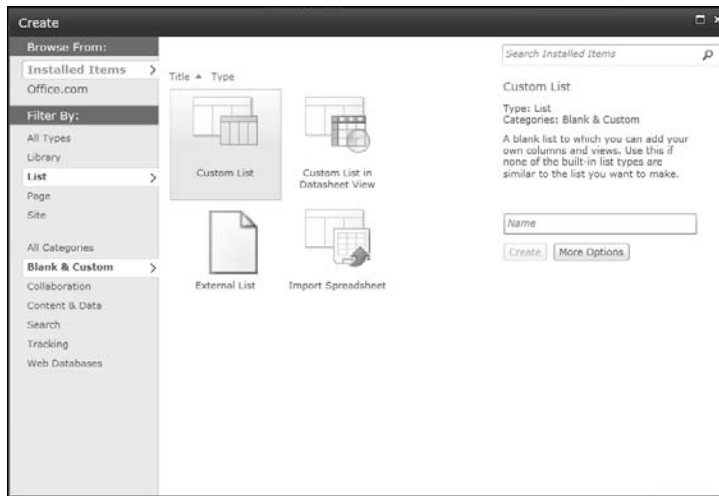 Create
Browse From:
Installed Items
Office.com
Filter By:
All Types
Library
List
Page
Site
All Categories
Blank & Custom
Collaboration
Content & Data
Search
Tracking
Web Databases
Title Type
Custom List
Custom List in
Datasheet View
External List
Import Spreadsheet
Search Installed Items
Custom List
Type: List
Categories: Blank & Custom
A blank list to which you can add your
own columns and views. Use this if
none of the built-in list types are
similar to the list you want to make.
Name
Create More Options